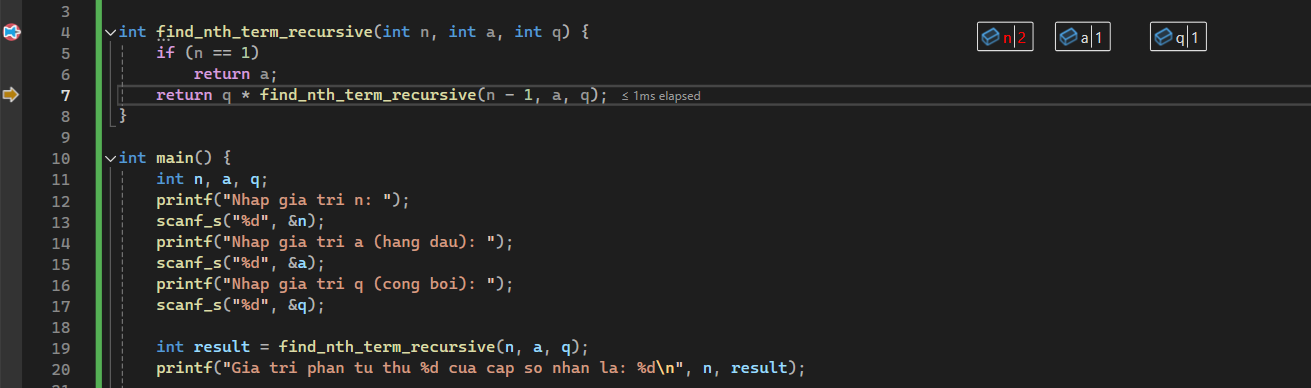 3
4 int find_nth_term_recursive(int n, int a, int q) { n 2 a 1 q 1
5 if (n == 1)
6 return a;
7 return q * find_nth_term_recursive(n - 1, a, q); ≤ 1ms elapsed
8 }
9
10 int main() {
11 int n, a, q;
12 printf("Nhap gia tri n: ");
13 scanf_s("%d", &n);
14 printf("Nhap gia tri a (hang dau): ");
15 scanf_s("%d", &a);
16 printf("Nhap gia tri q (cong boi): ");
17 scanf_s("%d", &q);
18
19 int result = find_nth_term_recursive(n, a, q);
20 printf("Gia tri phan tu thu %d cua cap so nhan la: %d\n", n, result);